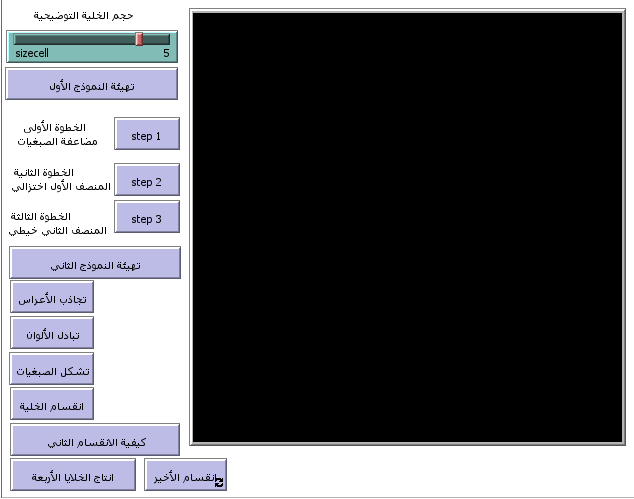 حجم الخلية التوضيحية
sizecell 5
تهيئة النموذج الأول
الخطوة الأولى
مضاعفة الصبغيات
step 1
الخطوة الثانية
المنصف الأول اختزالي
step 2
الخطوة الثالثة
المنصف الثاني خيطي
step 3
تهيئة النموذج الثاني
تجاذب الأعراس
تبادل الألوان
تشكل الصبغيات
انقسام الخلية
كيفية الانقسام الثاني
انتاج الخلايا الأربعة
انقسام الأخير